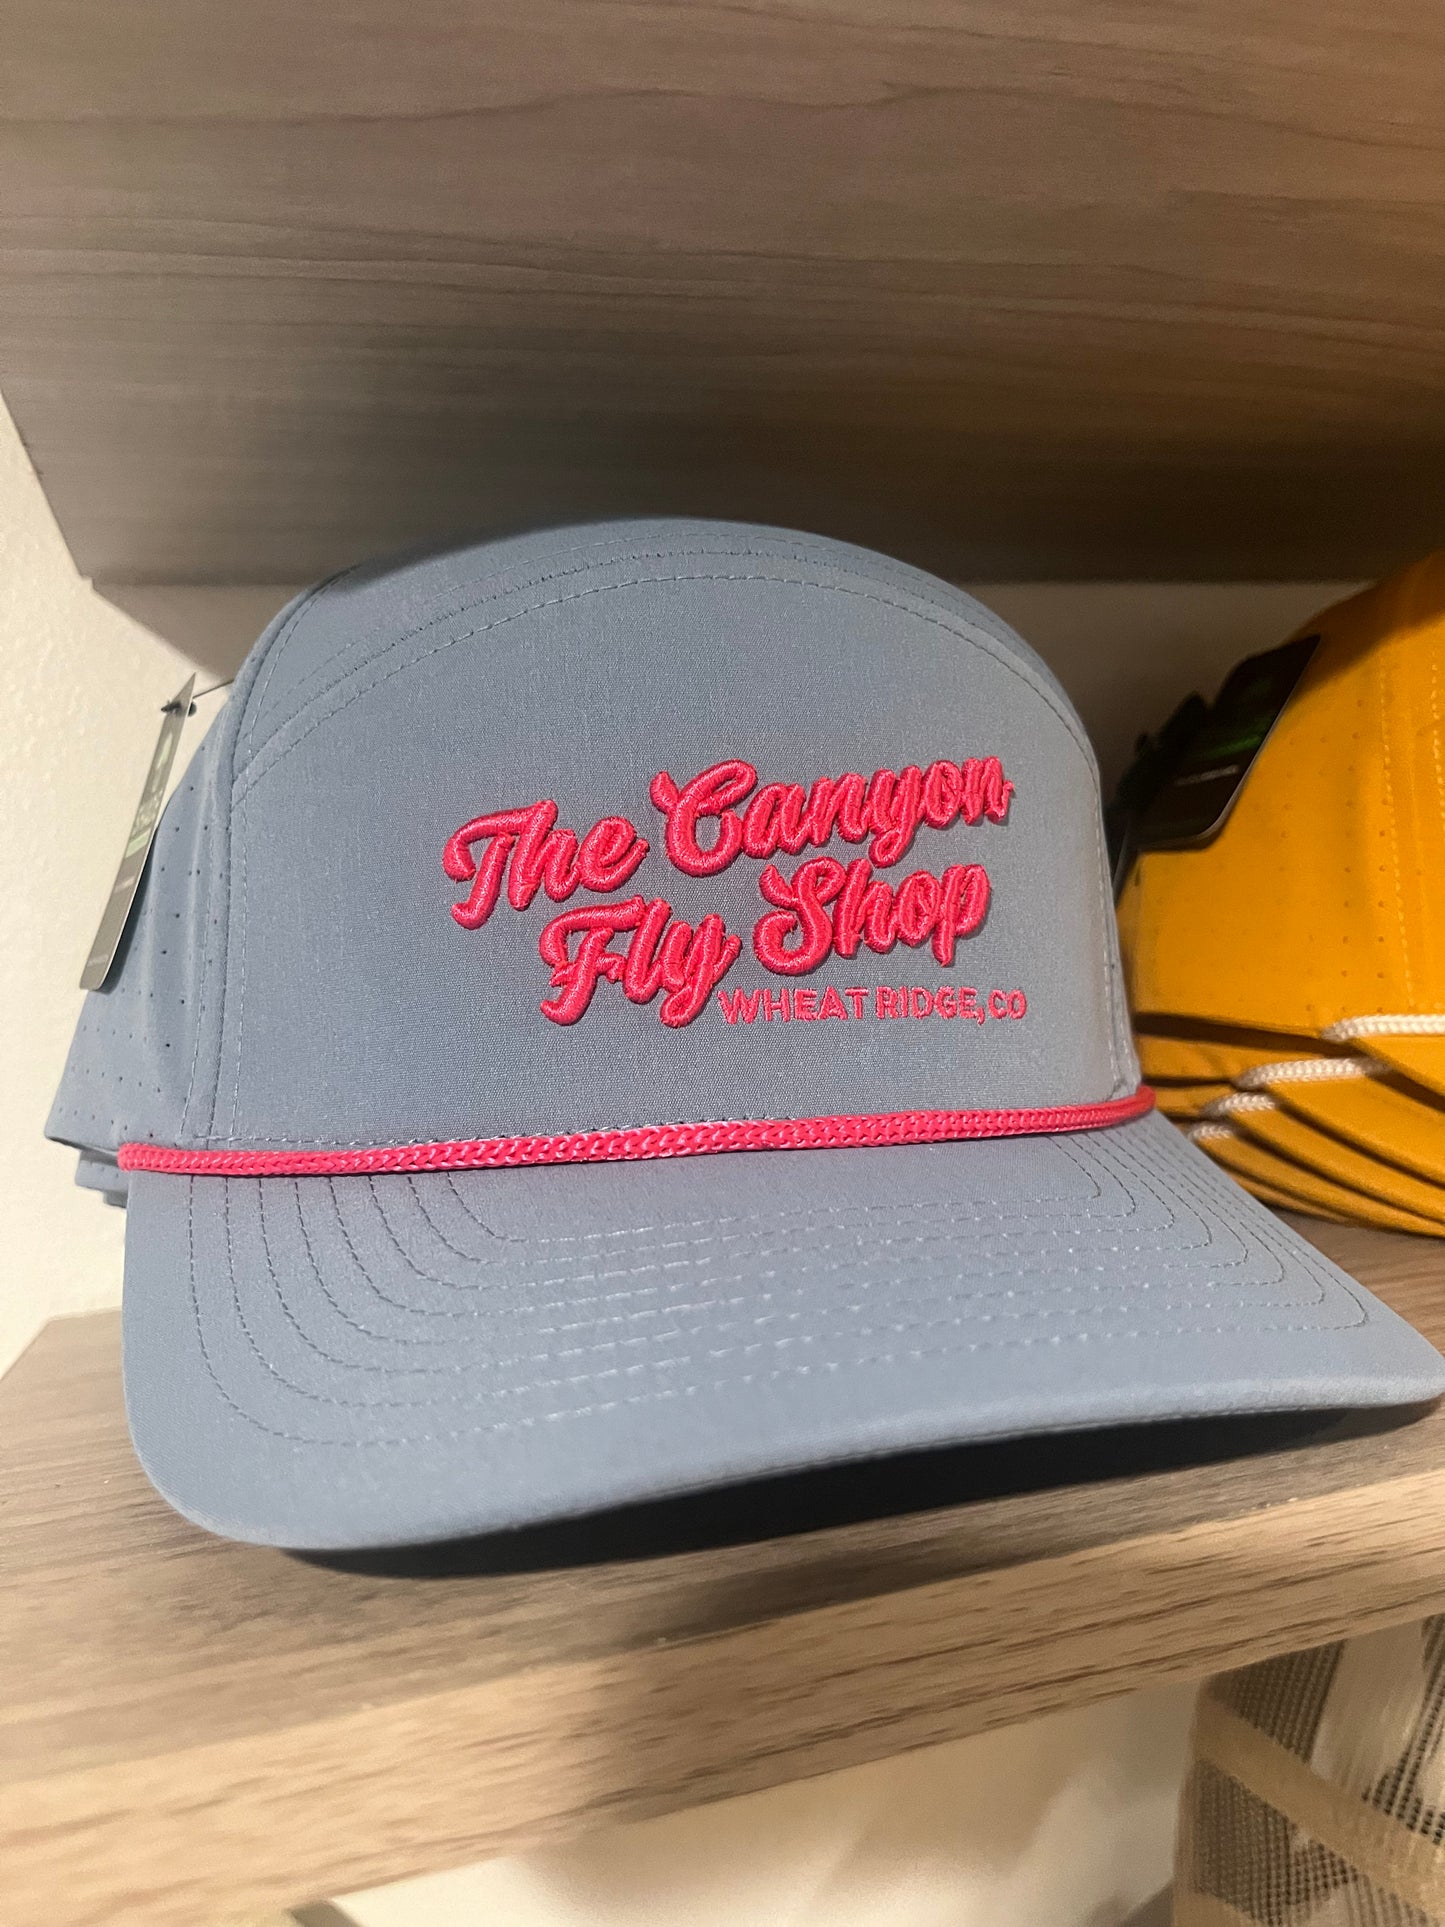 The Canyon
Fly Shop
WHEAT RIDGE, CO